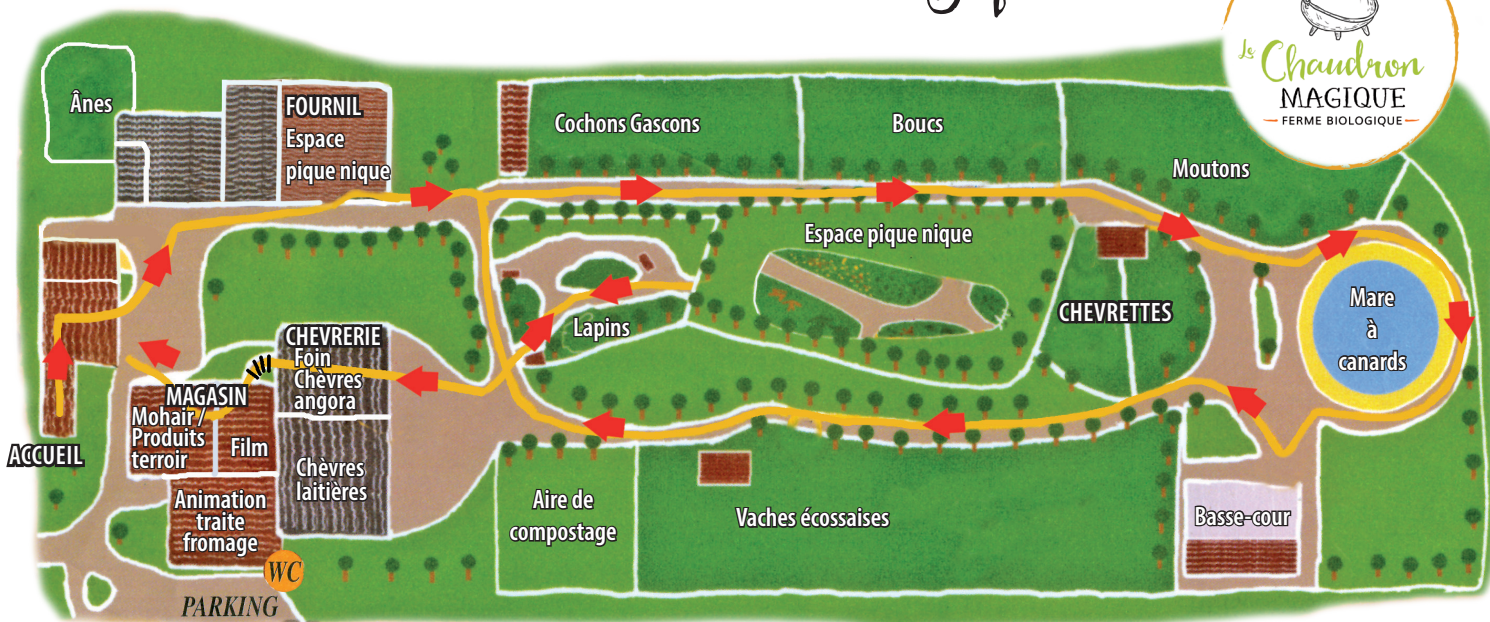 Le Chaudron
MAGIQUE
FERME BIOLOGIQUE
Ânes
FOURNIL
Espace
pique nique
Cochons Gascons
Boucs
Moutons
Espace pique nique
CHEVRETTES
Mare
à
canards
Lapins
CHEVRERIE
Foin
Chèvres
angora
MAGASIN
Mohair /
Produits
terroir
Film
ACCUEIL
Chèvres
laitières
Animation
traite
fromage
Aire de
compostage
Vaches écossaises
Basse-cour
WC
PARKING